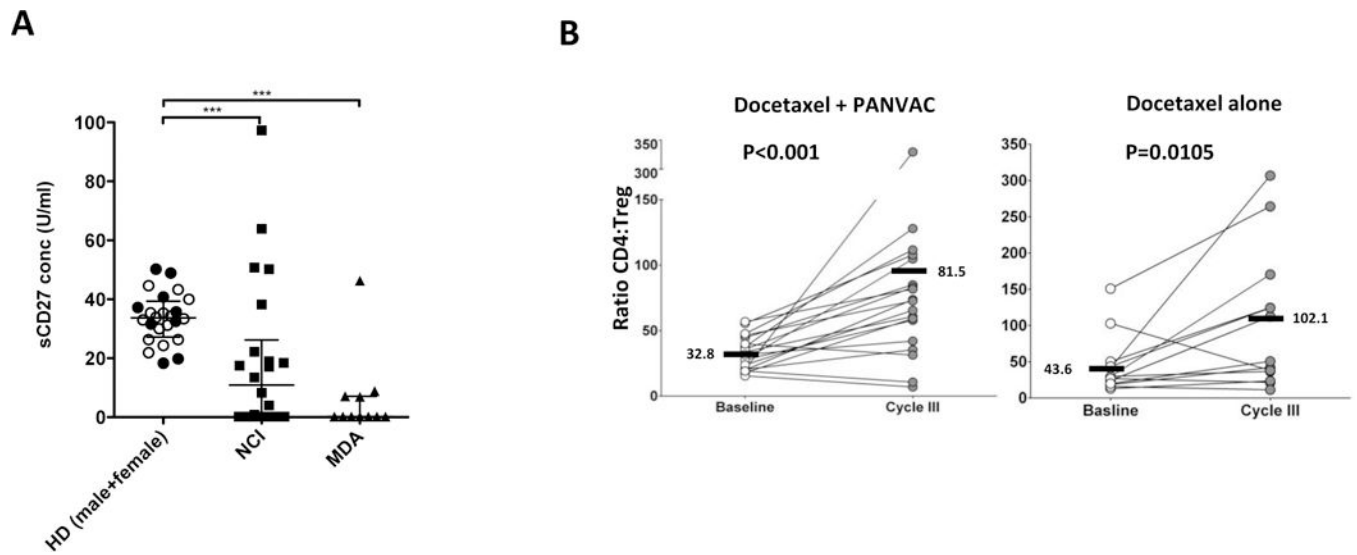 A
sCD27 conc (U/ml)
100
80
60
40
20
0
***
***
HD (male+female)
NCI
MDA
B
Docetaxel + PANVAC
P<0.001
Ratio CD4:Treg
350
300
150
100
50
0
32.8
81.5
Baseline
Cycle III
Docetaxel alone
P=0.0105
350
300
250
200
150
100
50
0
43.6
102.1
Basline
Cycle III